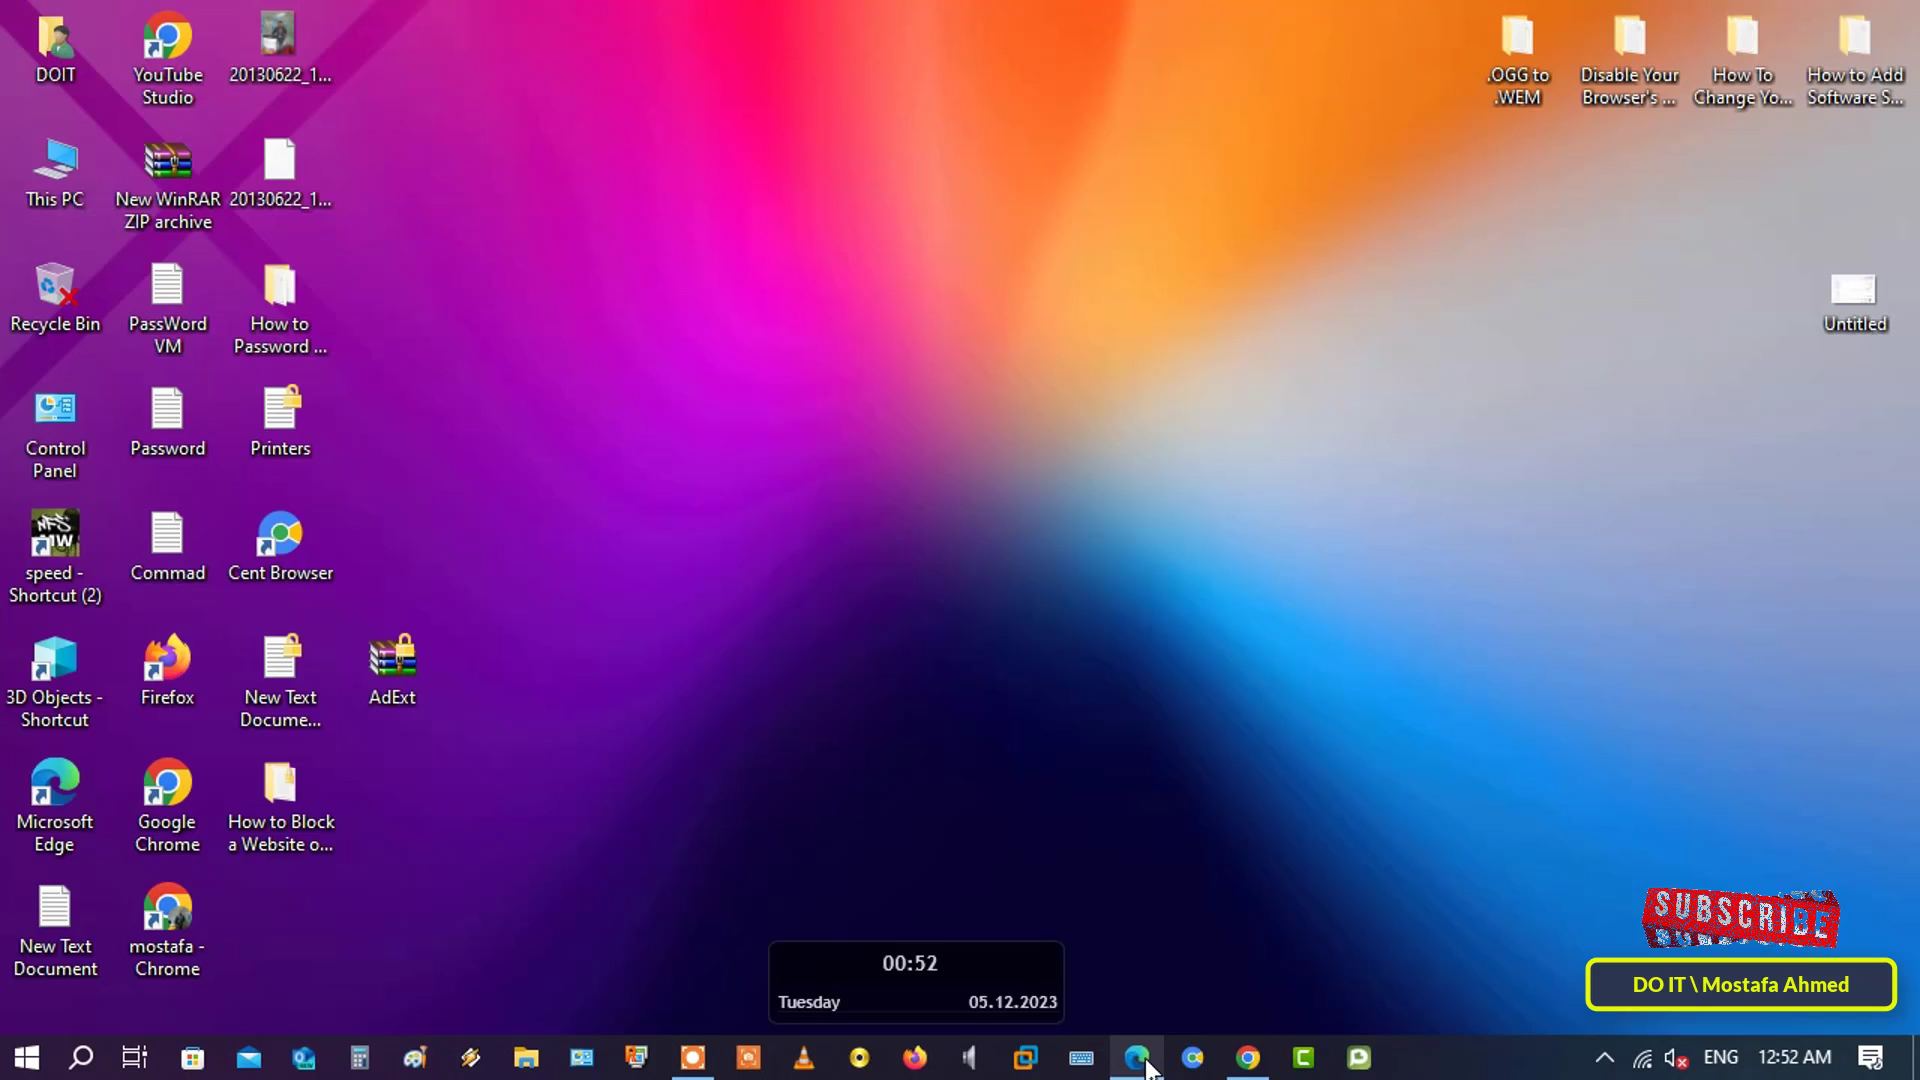 DOIT
YouTube
Studio
20130622_1...
.OGG to
.WEM
Disable Your
Browser's ...
How To
Change Yo...
How to Add
Software S...
This PC
New WinRAR
ZIP archive
20130622_1...
Recycle Bin
PassWord
VM
How to
Password ...
Untitled
Control
Panel
Password
Printers
NFS
MW
speed -
Shortcut (2)
Commad
Cent Browser
3D Objects -
Shortcut
Firefox
New Text
Docume...
AdExt
Microsoft
Edge
Google
Chrome
How to Block
a Website o...
New Text
Document
mostafa -
Chrome
00:52
Tuesday 05.12.2023
SUBSCRIBE
DO IT \ Mostafa Ahmed
ENG 12:52 AM